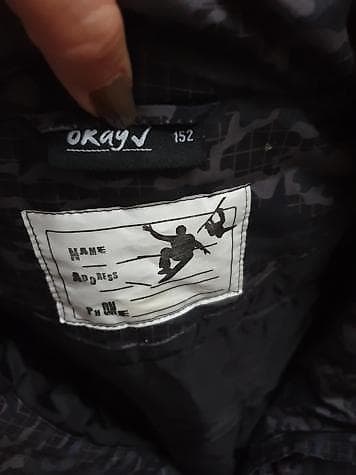 okay 152
NAME
ADDRESS
PHONE